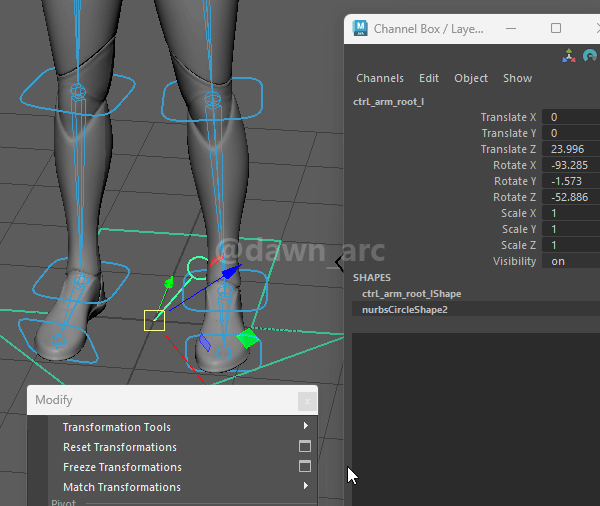 Channel Box / Laye...
Channels Edit Object Show
ctrl_arm_root_l
Translate X 0
Translate Y 0
Translate Z 23.996
Rotate X -93.285
Rotate Y -1.573
Rotate Z -52.886
Scale X 1
Scale Y 1
Scale Z 1
Visibility on
@dawn_arc
SHAPES
ctrl_arm_root_lShape
nurbsCircleShape2
Modify
Transformation Tools
Reset Transformations
Freeze Transformations
Match Transformations
Pivot